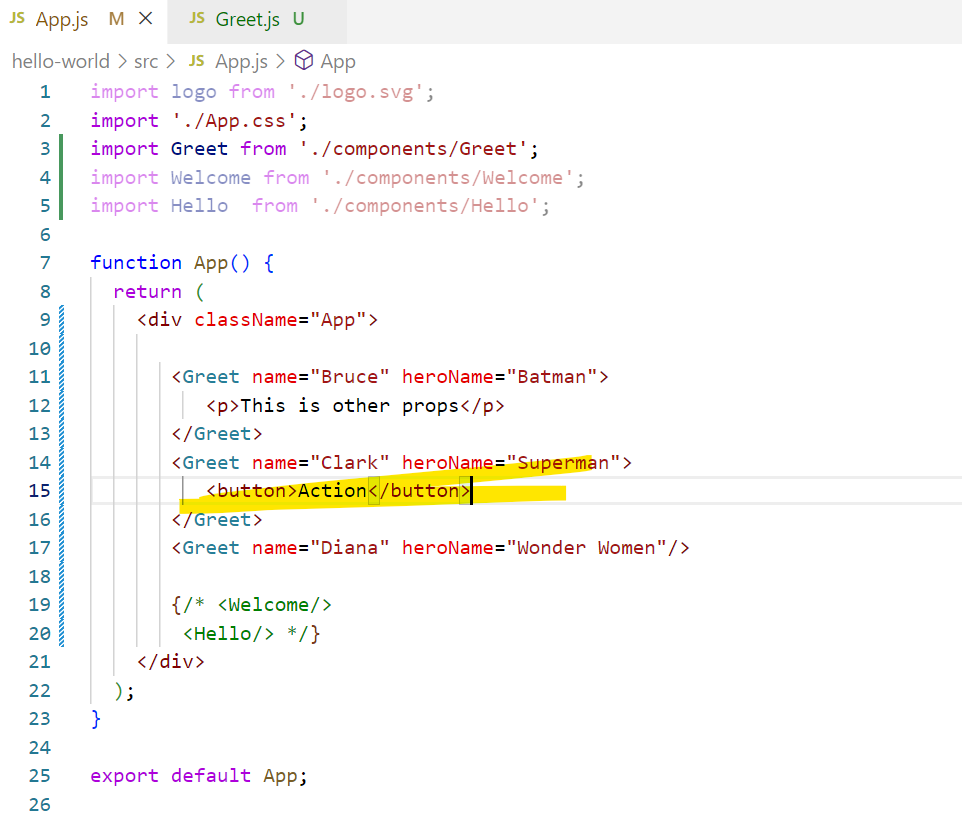 JS App.js M × JS Greet.js U
hello-world > src > JS App.js > App
1 import logo from './logo.svg';
2 import './App.css';
3 import Greet from './components/Greet';
4 import Welcome from './components/Welcome';
5 import Hello  from './components/Hello';
6
7 function App() {
8   return (
9     <div className="App">
10
11        <Greet name="Bruce" heroName="Batman">
12           <p>This is other props</p>
13        </Greet>
14        <Greet name="Clark" heroName="Superman">
15           <button>Action</button>
16        </Greet>
17        <Greet name="Diana" heroName="Wonder Women"/>
18
19        {/* <Welcome/>
20         <Hello/> */}
21     </div>
22   );
23 }
24
25 export default App;
26